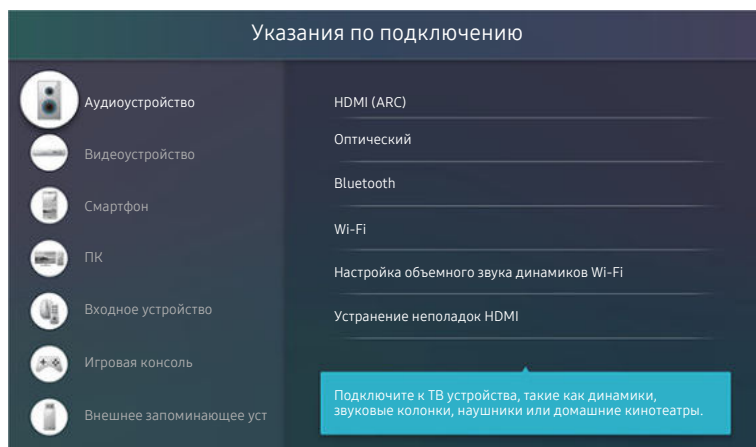 Указания по подключению
Аудиоустройство
Видеоустройство
Смартфон
ПК
Входное устройство
Игровая консоль
Внешнее запоминающее уст
HDMI (ARC)
Оптический
Bluetooth
Wi-Fi
Настройка объемного звука динамиков Wi-Fi
Устранение неполадок HDMI
Подключите к ТВ устройства, такие как динамики,
звуковые колонки, наушники или домашние кинотеатры.